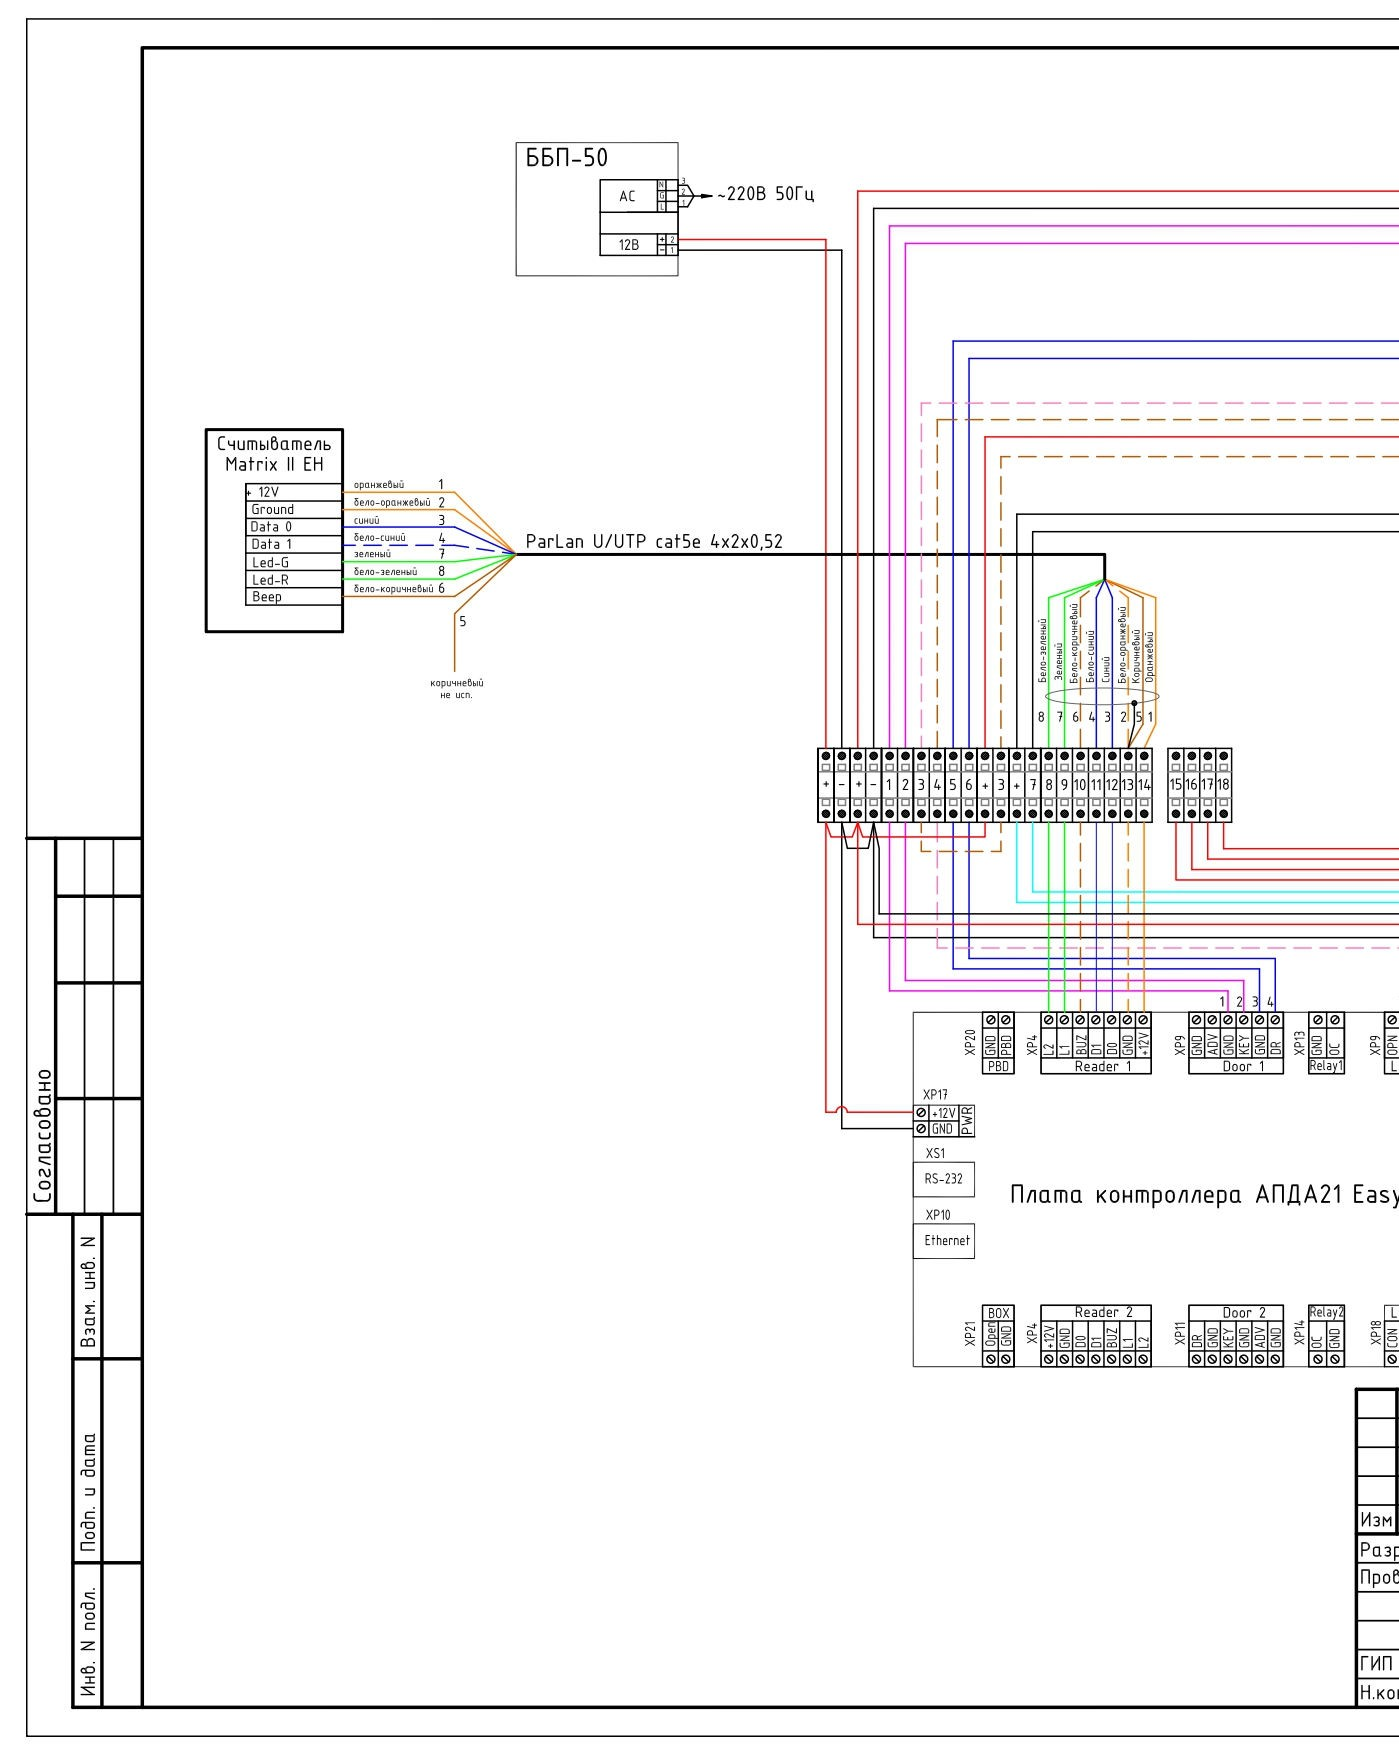 ББП-50
N 3
AC G 2
L 1
~220В 50Гц
12В + 2
- 1
Считыватель
Matrix II EH
+ 12V оранжевый 1
Ground бело-оранжевый 2
Data 0 синий 3
Data 1 бело-синий 4
Led-G зеленый 7
Led-R бело-зеленый 8
Beep бело-коричневый 6
5
коричневый
не исп.
ParLan U/UTP cat5e 4x2x0,52
Бело-зеленый
Зеленый
Бело-коричневый
Бело-синий
Синий
Бело-оранжевый
Коричневый
Оранжевый
8 7 6 4 3 2 5 1
+ - + - 1 2 3 4 5 6 + 3 + 7 8 9 10 11 12 13 14 15 16 17 18
1 2 3 4
XP20
GND PBD
PBD
XP4
L2 L1 BUZ D1 D0 GND +12V
Reader 1
XP9
GND ADV GND KEY GND DR
Door 1
XP13
GND OC
Relay1
XP9
OPN
L
XP17
+12V
GND
PWR
XS1
RS-232
XP10
Ethernet
Плата контроллера АПДА21 Easy
XP21
BOX
Open GND
XP4
Reader 2
+12V GND D0 D1 BUZ L1 L2
XP11
Door 2
DR GND KEY GND ADV GND
XP14
Relay2
OC GND
XP18
L
CON
Согласовано
Взам. инв. N
Подп. и дата
Инв. N подл.
Изм
Разр
Пров
ГИП
Н.кон